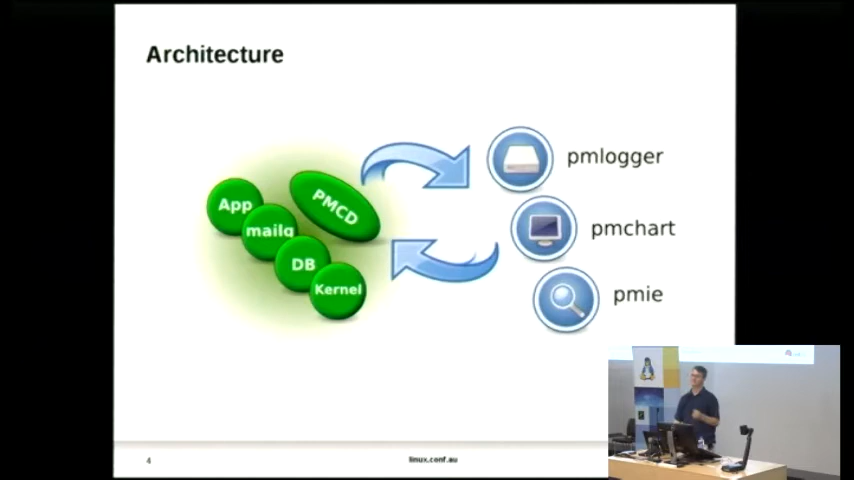 Architecture
pmlogger
App
PMCD
mailq
pmchart
DB
Kernel
pmie
4
linux.conf.au